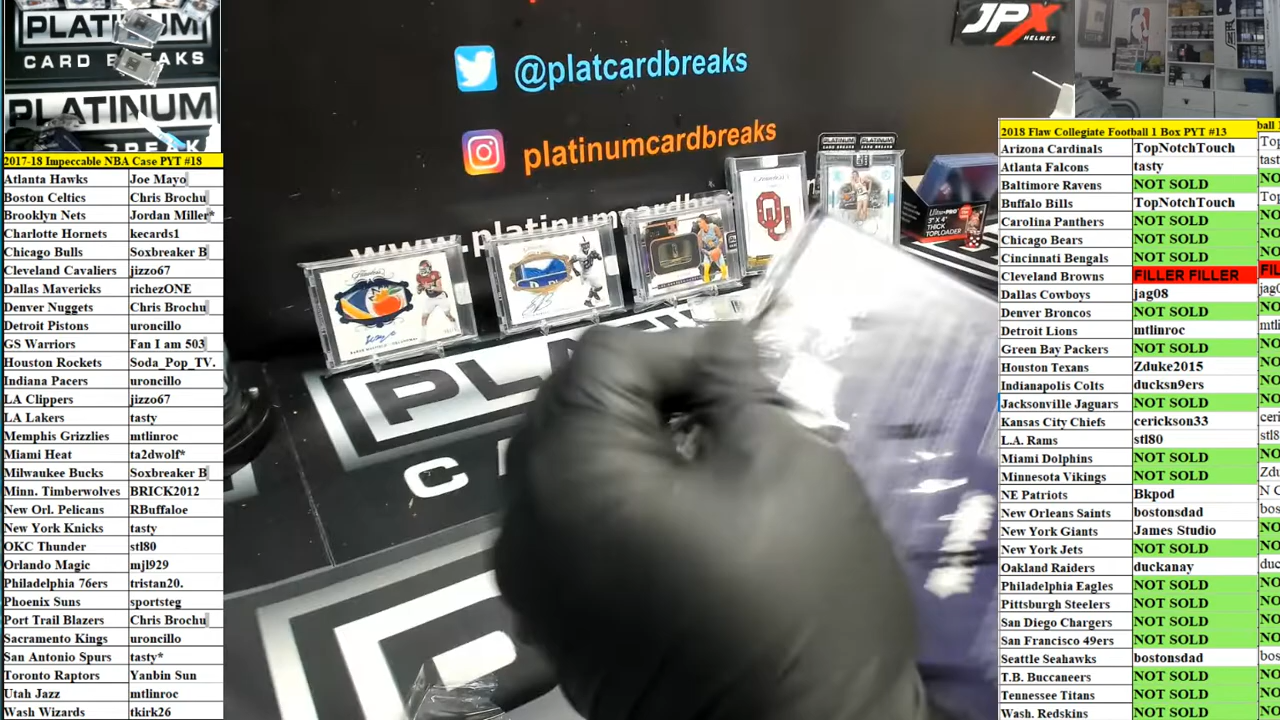 PLATINUM
CARD BREAKS
PLATINUM
BREAKS
2017-18 Impeccable NBA Case PYT #18
Atlanta Hawks Joe Mayo
Boston Celtics Chris Brochu
Brooklyn Nets Jordan Miller*
Charlotte Hornets kecards1
Chicago Bulls Soxbreaker B
Cleveland Cavaliers jizzo67
Dallas Mavericks richezONE
Denver Nuggets Chris Brochu
Detroit Pistons uroncillo
GS Warriors Fan I am 503
Houston Rockets Soda_Pop_TV.
Indiana Pacers uroncillo
LA Clippers jizzo67
LA Lakers tasty
Memphis Grizzlies mtlinroc
Miami Heat ta2dwolf*
Milwaukee Bucks Soxbreaker B
Minn. Timberwolves BRICK2012
New Orl. Pelicans RBuffaloe
New York Knicks tasty
OKC Thunder stl80
Orlando Magic mjl929
Philadelphia 76ers tristan20.
Phoenix Suns sportsteg
Port Trail Blazers Chris Brochu
Sacramento Kings uroncillo
San Antonio Spurs tasty*
Toronto Raptors Yanbin Sun
Utah Jazz mtlinroc
Wash Wizards tkirk26
@platcardbreaks
platinumcardbreaks
JPX
HELMET
OU
2018 Flaw Collegiate Football 1 Box PYT #13
Arizona Cardinals TopNotchTouch
Atlanta Falcons tasty
Baltimore Ravens NOT SOLD
Buffalo Bills TopNotchTouch
Carolina Panthers NOT SOLD
Chicago Bears NOT SOLD
Cincinati Bengals NOT SOLD
Cleveland Browns FILLER FILLER
Dallas Cowboys jag08
Denver Broncos NOT SOLD
Detroit Lions mtlinroc
Green Bay Packers NOT SOLD
Houston Texans Zduke2015
Indianapolis Colts ducksn9ers
Jacksonville Jaguars NOT SOLD
Kansas City Chiefs cerickson33
L.A. Rams stl80
Miami Dolphins NOT SOLD
Minnesota Vikings NOT SOLD
NE Patriots Bkpod
New Orleans Saints bostonsdad
New York Giants James Studio
New York Jets NOT SOLD
Oakland Raiders duckanay
Philadelphia Eagles NOT SOLD
Pittsburgh Steelers NOT SOLD
San Diego Chargers NOT SOLD
San Francisco 49ers NOT SOLD
Seattle Seahawks bostonsdad
T.B. Buccaneers NOT SOLD
Tennessee Titans NOT SOLD
Wash. Redskins NOT SOLD